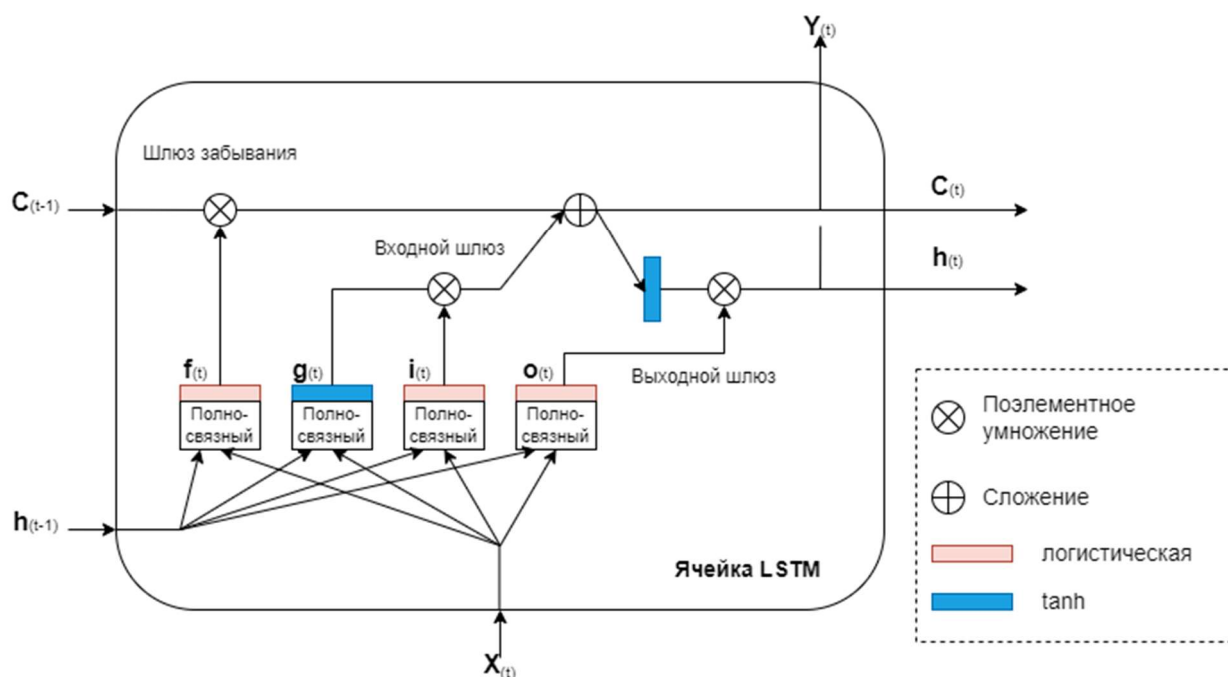 Y(t)
Шлюз забывания
C(t-1)
C(t)
Входной шлюз
h(t)
f(t)
g(t)
i(t)
o(t)
Выходной шлюз
Полно-
связный
Полно-
связный
Полно-
связный
Полно-
связный
h(t-1)
Ячейка LSTM
X(t)
Поэлементное
умножение
Сложение
логистическая
tanh